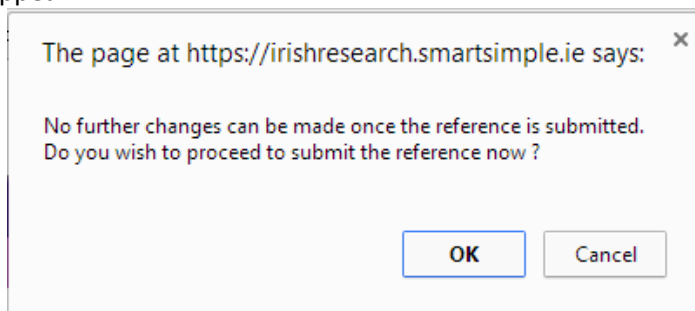 The page at https://irishresearch.smartsimple.ie says:
No further changes can be made once the reference is submitted.
Do you wish to proceed to submit the reference now ?
OK Cancel